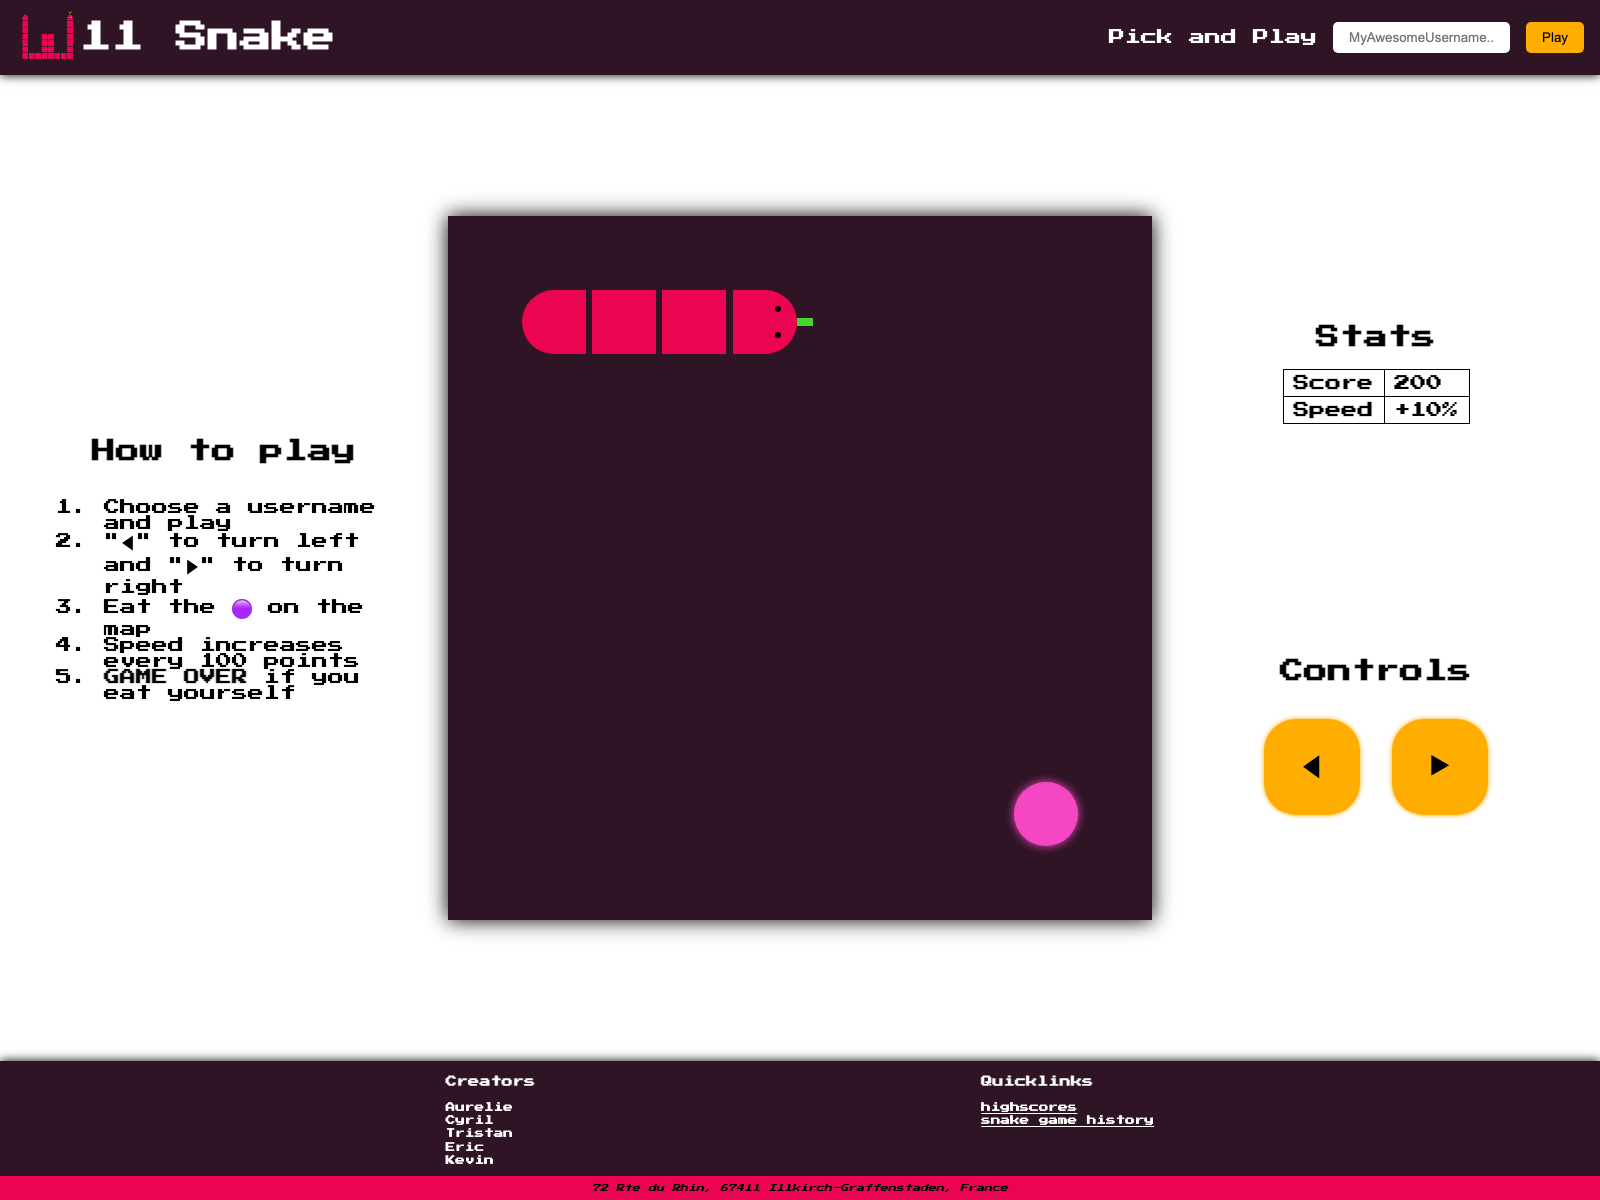 11 Snake
Pick and Play
MyAwesomeUsername..
Play
How to play
1. Choose a username
and play
2. "◀" to turn left
and "▶" to turn
right
3. Eat the 🟣 on the
map
4. Speed increases
every 100 points
5. GAME OVER if you
eat yourself
Stats
Score 200
Speed +10%
Controls
◀ ▶
Creators
Aurelie
Cyril
Tristan
Eric
Kevin
Quicklinks
highscores
snake game history
72 Rte du Rhin, 67411 Illkirch-Graffenstaden, France